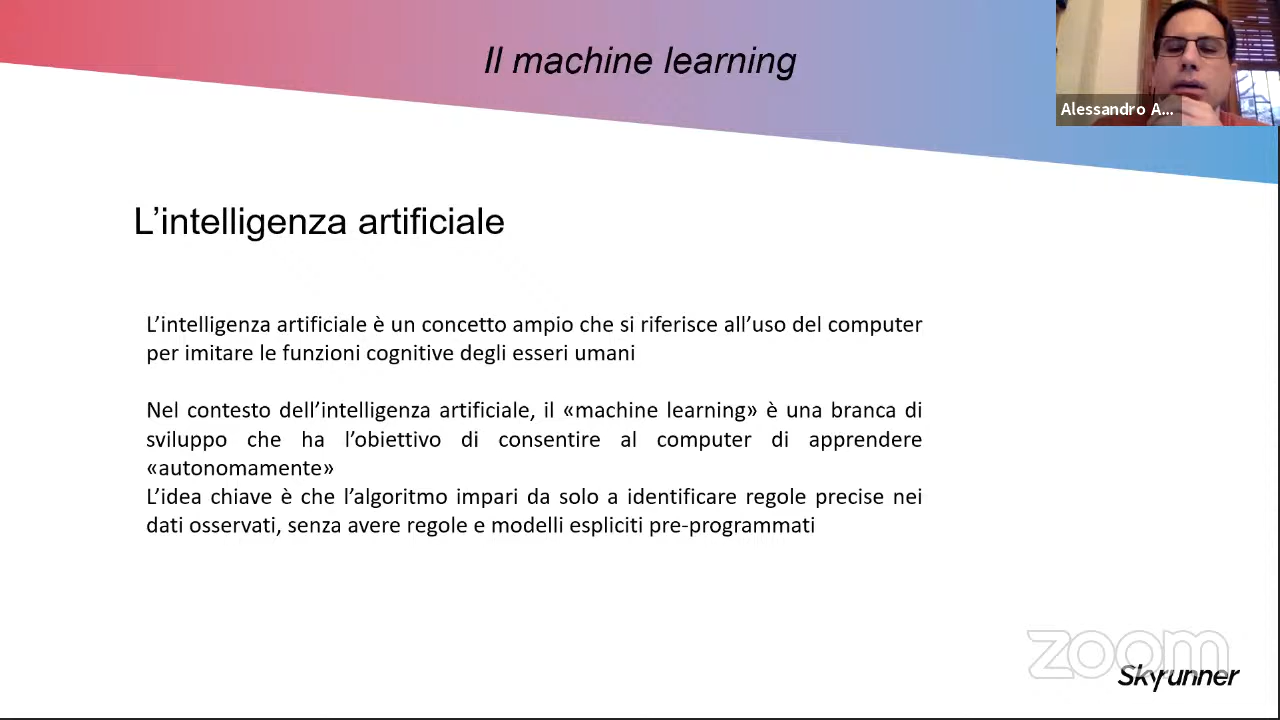 Il machine learning
Alessandro A...
L’intelligenza artificiale
L’intelligenza artificiale è un concetto ampio che si riferisce all’uso del computer
per imitare le funzioni cognitive degli esseri umani
Nel contesto dell’intelligenza artificiale, il «machine learning» è una branca di
sviluppo che ha l’obiettivo di consentire al computer di apprendere
«autonomamente»
L’idea chiave è che l’algoritmo impari da solo a identificare regole precise nei
dati osservati, senza avere regole e modelli espliciti pre-programmati
zoom
Skyrunner